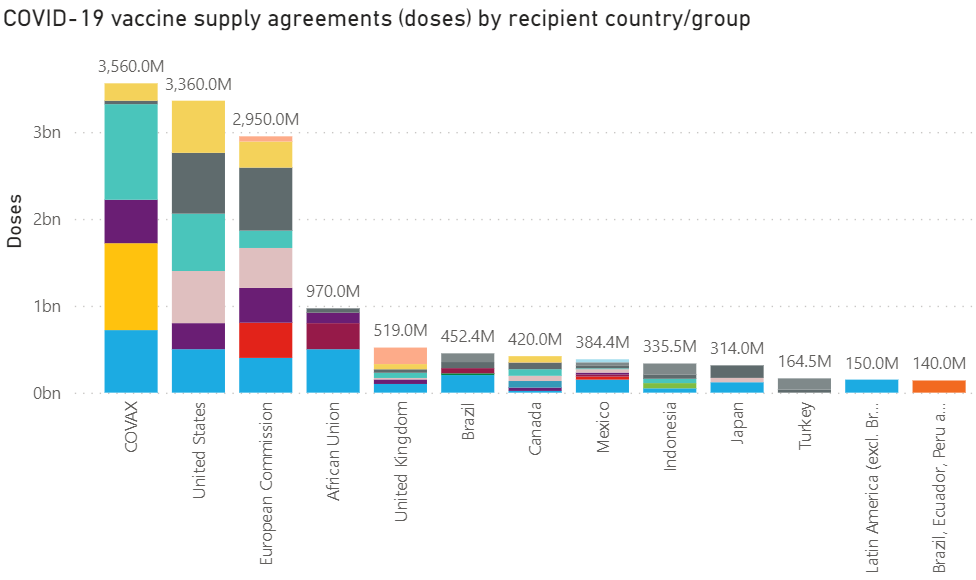 COVID-19 vaccine supply agreements (doses) by recipient country/group
3,560.0M
3,360.0M
2,950.0M
970.0M
519.0M
452.4M
420.0M
384.4M
335.5M
314.0M
164.5M
150.0M
140.0M
3bn
2bn
1bn
0bn
Doses
COVAX
United States
European Commission
African Union
United Kingdom
Brazil
Canada
Mexico
Indonesia
Japan
Turkey
Latin America (excl. Br...
Brazil, Ecuador, Peru a...